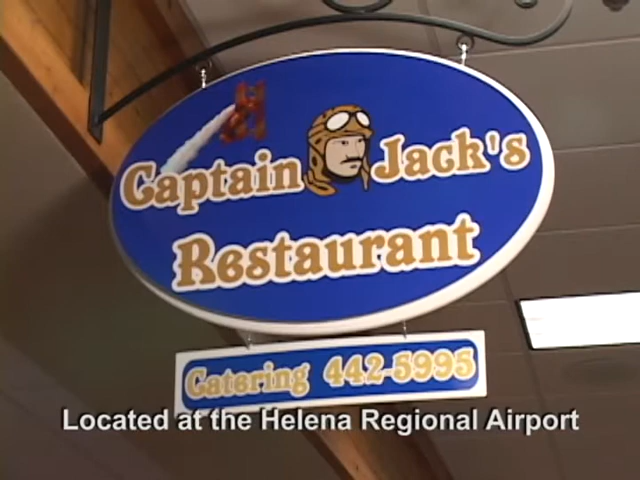 Captain Jack's
Restaurant
Catering 442-5995
Located at the Helena Regional Airport